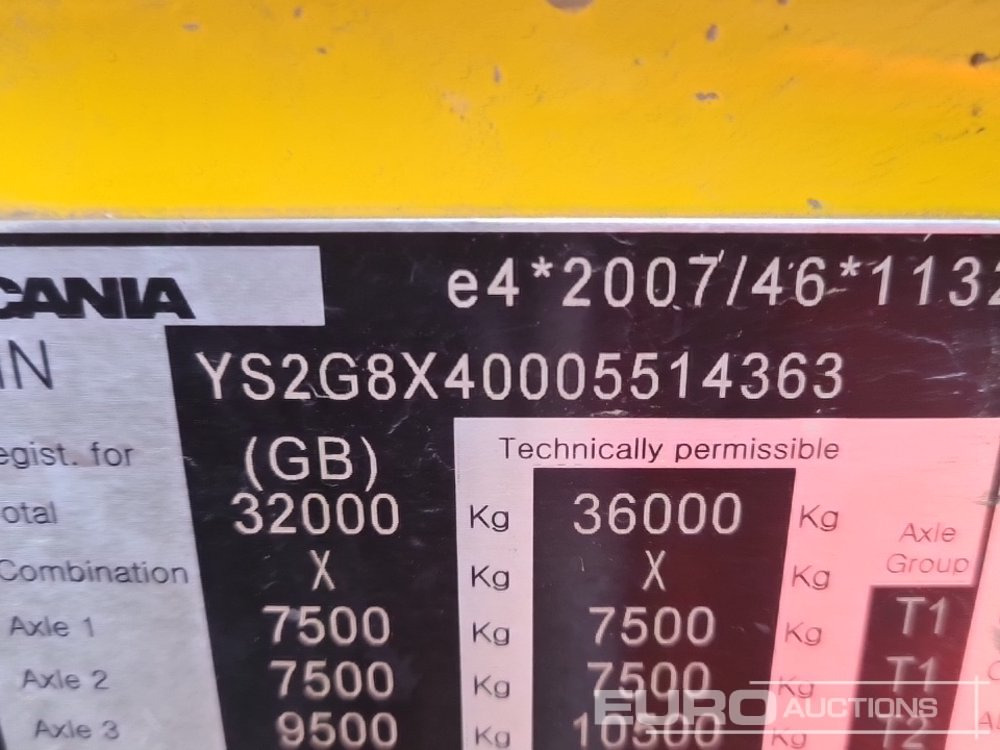 CANIA e4*2007/46*1132
IN YS2G8X40005514363
egist. for (GB) Technically permissible
otal 32000 Kg 36000 Kg Axle
Combination X Kg X Kg Group
Axle 1 7500 Kg 7500 Kg T1
Axle 2 7500 Kg 7500 Kg T1
Axle 3 9500 Kg 10500 Kg T2
EURO AUCTIONS